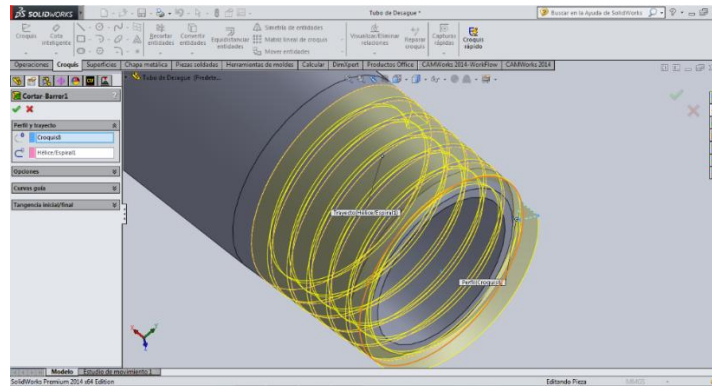 SOLIDWORKS
Tubo de Desague *
Buscar en la Ayuda de SolidWorks
Croquis
Cota inteligente
Recortar entidades
Convertir entidades
Equidistanciar entidades
Simetría de entidades
Matriz lineal de croquis
Mover entidades
Visualizar/Eliminar relaciones
Reparar croquis
Capturas rápidas
Croquis rápido
Operaciones Croquis Superficies Chapa metálica Piezas soldadas Herramientas de moldes Calcular DimXpert Productos Office CAMWorks 2014-WorkFlow CAMWorks 2014
Tubo de Desague (Predete...
Cortar-Barrer1
Perfil y trayecto
Croquis8
Hélice/Espiral1
Opciones
Curvas guía
Tangencia inicial/final
Trayecto(Hélice/Espiral1)
Modelo Estudio de movimiento 1
SolidWorks Premium 2014 x64 Edition
Editando Pieza